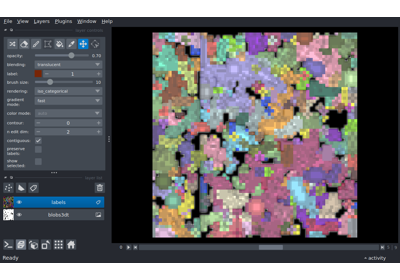 File View Layers Plugins Window Help
opacity: 0.70
blending: translucent
label: 1
brush size: 10
rendering: iso_categorical
gradient mode: fast
color mode:
contour: 0
n edit dim: 2
contiguous:
preserve labels:
show selected:
labels
blobs3dt
0
Ready
activity